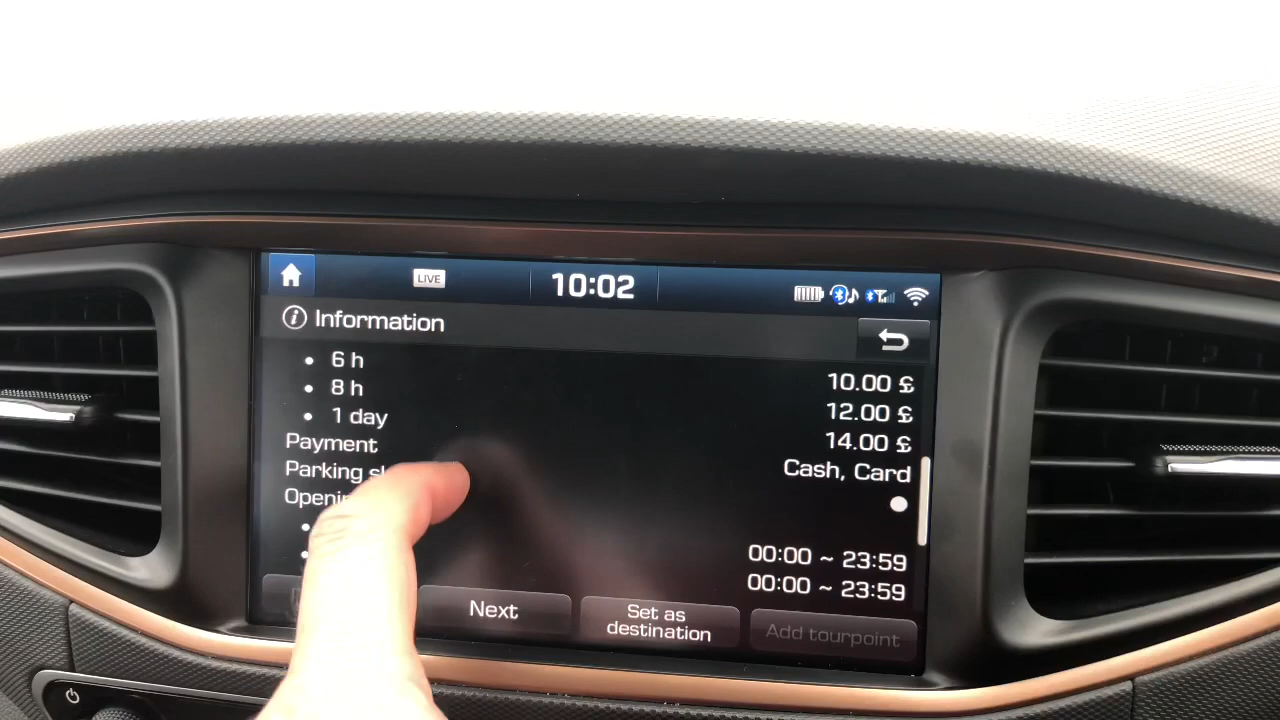 LIVE 10:02
Information
6 h 10.00 £
8 h 12.00 £
1 day 14.00 £
Payment Cash, Card
Parking
00:00 ~ 23:59
00:00 ~ 23:59
Next Set as destination Add tourpoint